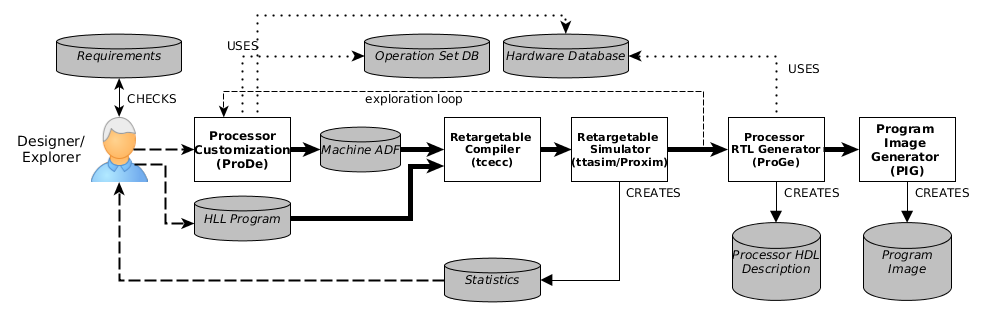 USES
Requirements
Operation Set DB
Hardware Database
USES
CHECKS
exploration loop
Designer/
Explorer
Processor
Customization
(ProDe)
Machine ADF
Retargetable
Compiler
(tcecc)
Retargetable
Simulator
(ttasim/Proxim)
Processor
RTL Generator
(ProGe)
Program
Image
Generator
(PIG)
CREATES
CREATES
CREATES
HLL Program
Processor HDL
Description
Program
Image
Statistics